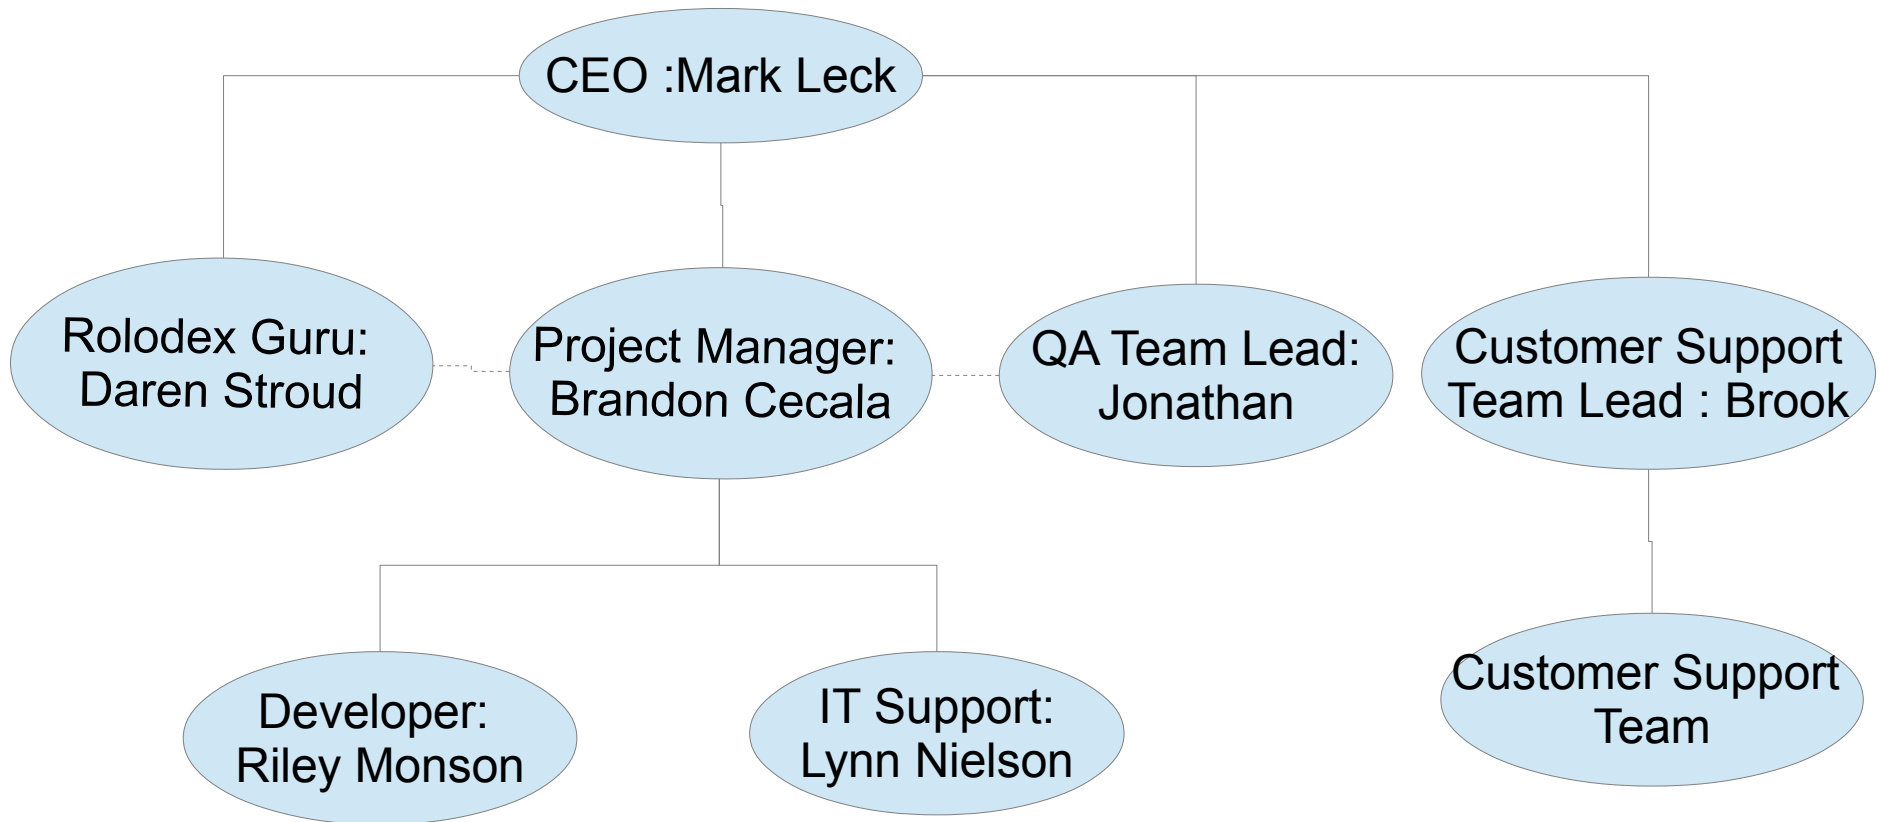 CEO :Mark Leck
Rolodex Guru:
Daren Stroud
Project Manager:
Brandon Cecala
QA Team Lead:
Jonathan
Customer Support
Team Lead : Brook
Developer:
Riley Monson
IT Support:
Lynn Nielson
Customer Support
Team